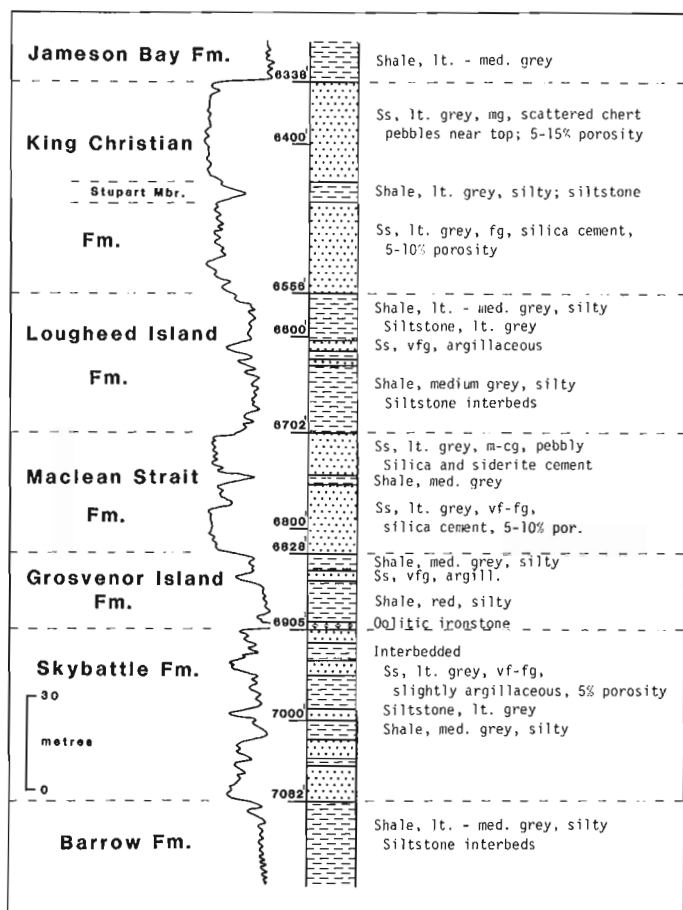 Jameson Bay Fm.
6338'
Shale, lt. - med. grey
King Christian
6400'
Ss, lt. grey, mg, scattered chert
pebbles near top; 5-15% porosity
Stupart Mbr.
Shale, lt. grey, silty; siltstone
Fm.
Ss, lt. grey, fg, silica cement,
5-10% porosity
6556'
Shale, lt. - med. grey, silty
Siltstone, lt. grey
Lougheed Island
6600'
Ss, vfg, argillaceous
Fm.
Shale, medium grey, silty
Siltstone interbeds
6702'
Ss, lt. grey, m-cg, pebbly
Silica and siderite cement
Maclean Strait
Shale, med. grey
Fm.
Ss, lt. grey, vf-fg,
silica cement, 5-10% por.
6800'
6828'
Shale, med. grey, silty
Grosvenor Island
Ss, vfg, argill.
Fm.
Shale, red, silty
6905'
Oolitic ironstone
Interbedded
Skybattle Fm.
Ss, lt. grey, vf-fg,
slightly argillaceous, 5% porosity
30
Siltstone, lt. grey
7000'
metres
Shale, med. grey, silty
0
7082'
Shale, lt. - med. grey, silty
Barrow Fm.
Siltstone interbeds